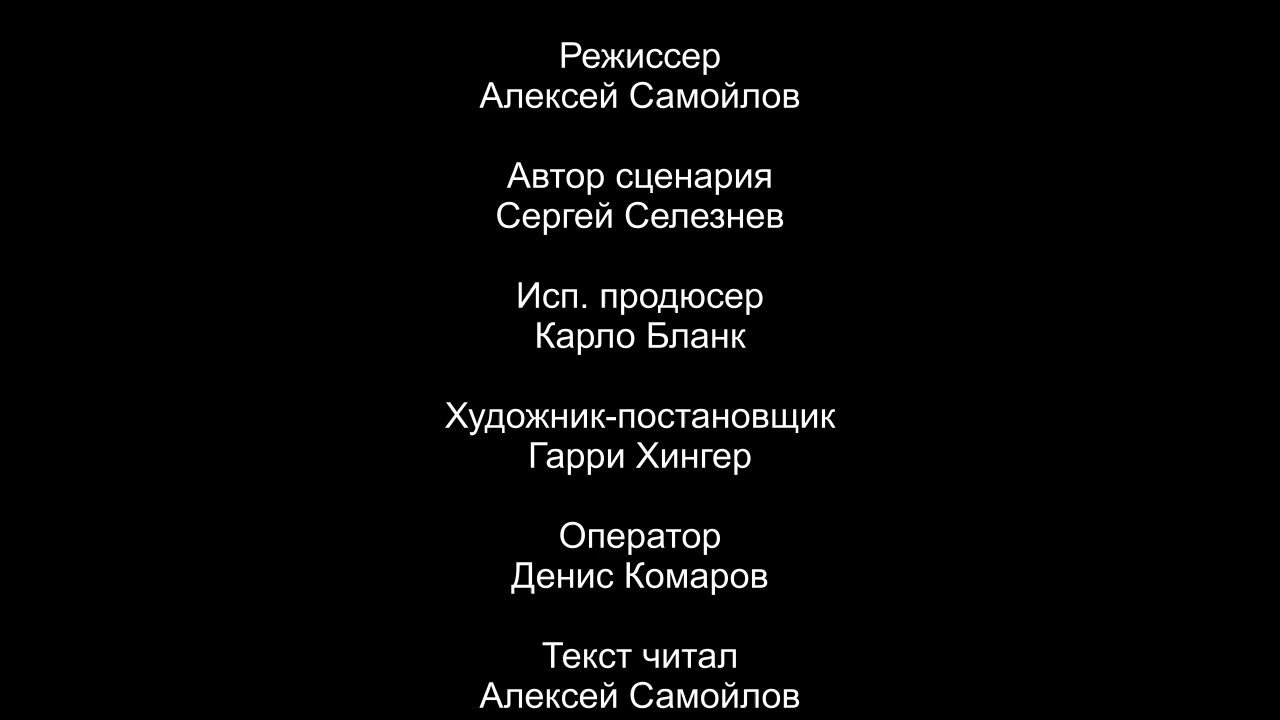 Режиссер
Алексей Самойлов
Автор сценария
Сергей Селезнев
Исп. продюсер
Карло Бланк
Художник-постановщик
Гарри Хингер
Оператор
Денис Комаров
Текст читал
Алексей Самойлов